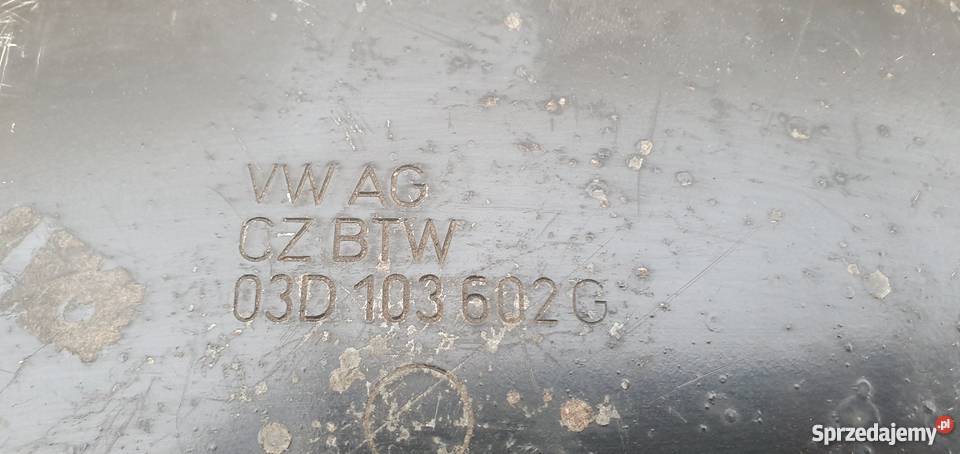 VW AG
CZ BTW
03D 103 602 G
Sprzedajemy.pl